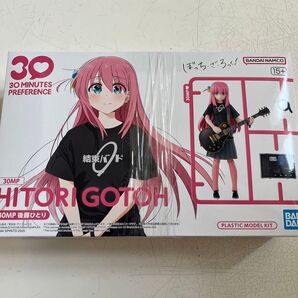 30
30 MINUTES
PREFERENCE
ぼっち・ざ・ろっく!
BANDAI NAMCO
15+
結束バンド
30MP
HITORI GOTOH
30MP 後藤ひとり
PLASTIC MODEL KIT
BANDAI